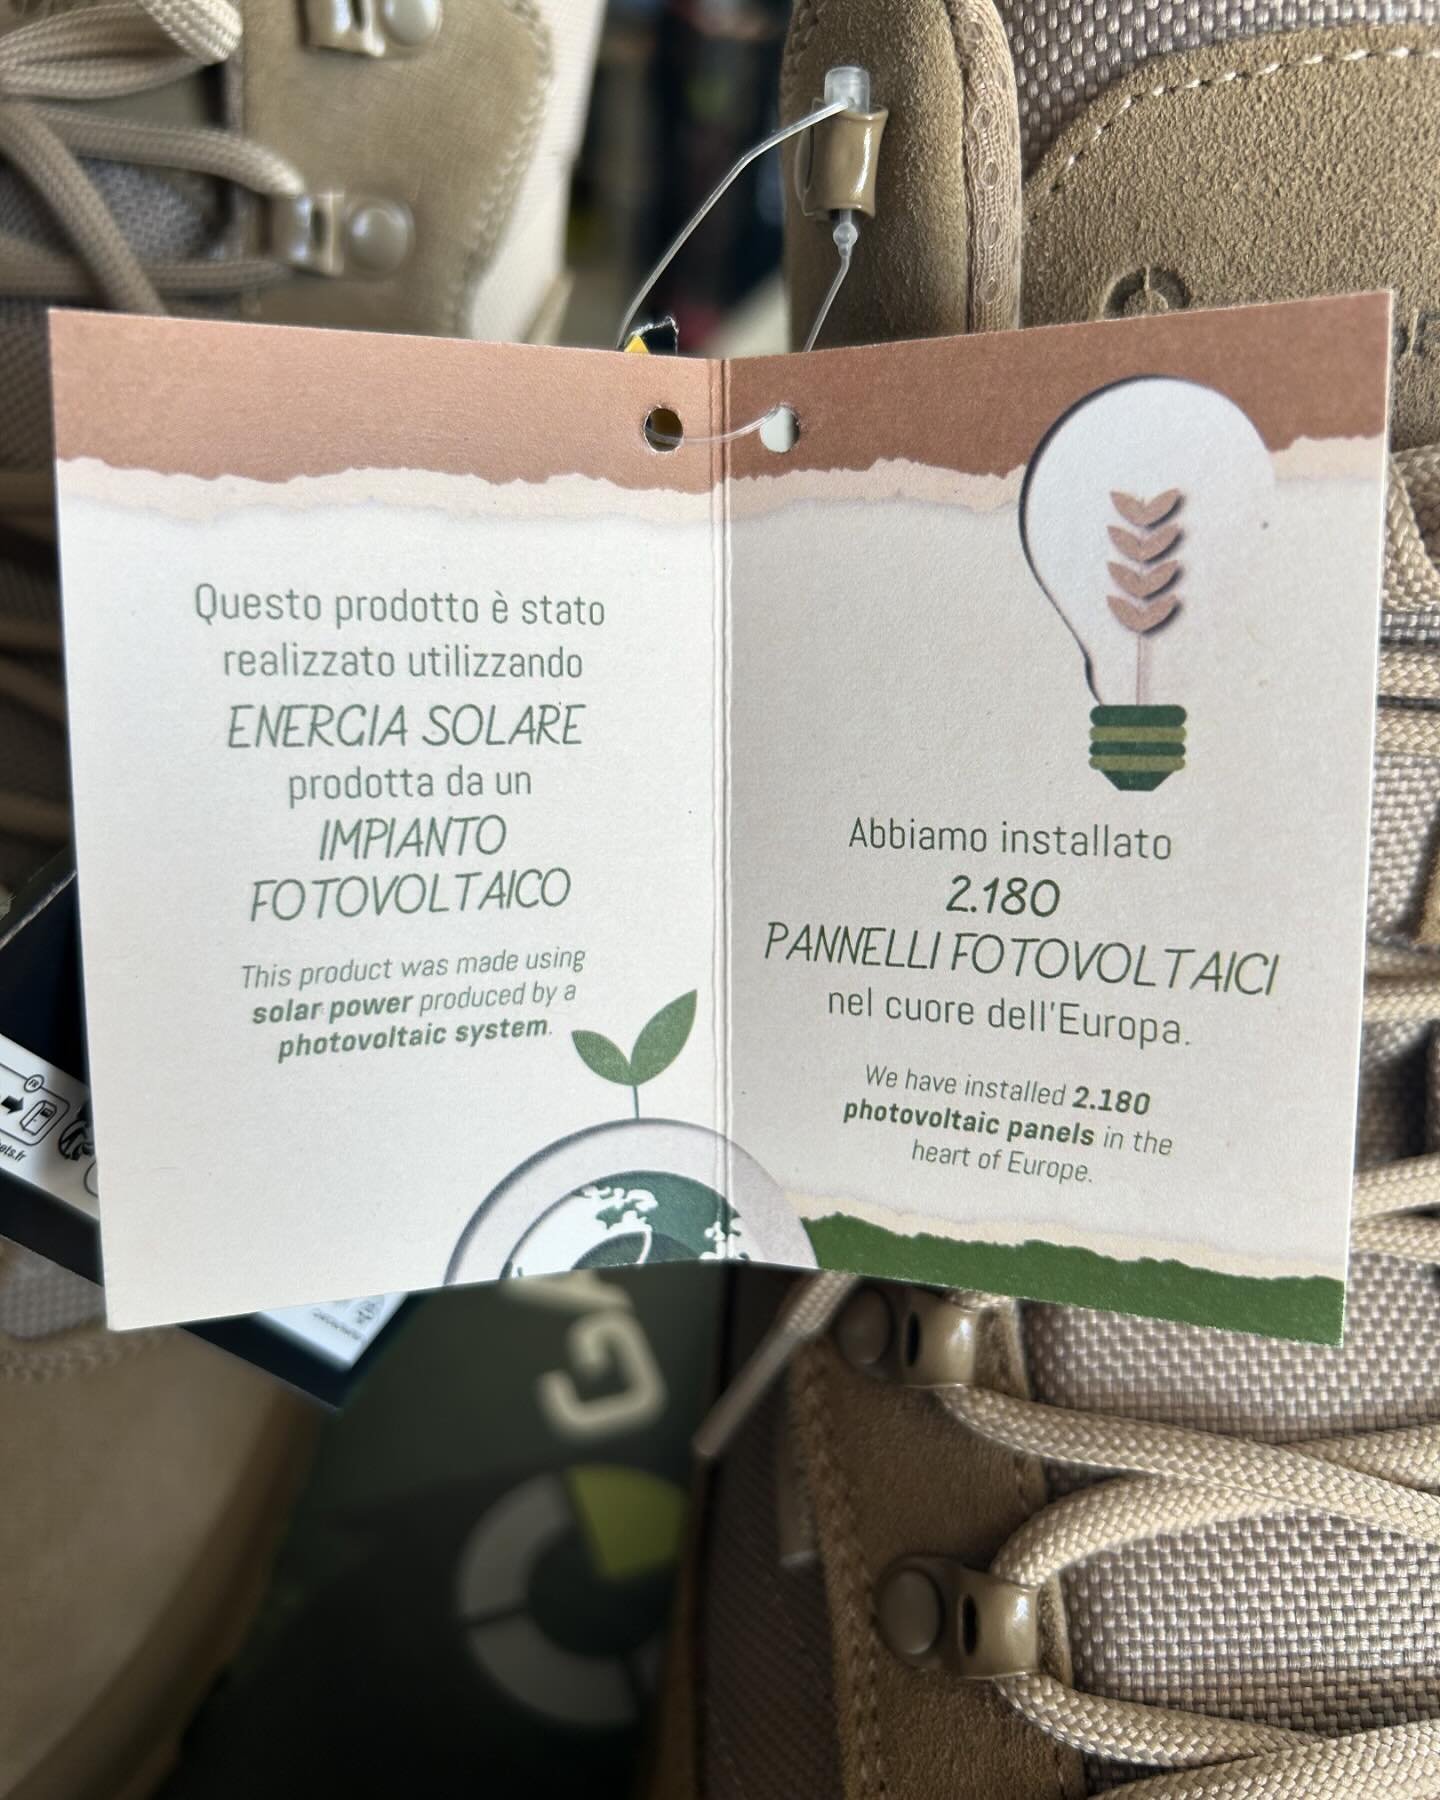 Questo prodotto è stato
realizzato utilizzando
ENERGIA SOLARE
prodotta da un
IMPIANTO
FOTOVOLTAICO
This product was made using
solar power produced by a
photovoltaic system.
Abbiamo installato
2.180
PANNELLI FOTOVOLTAICI
nel cuore dell'Europa.
We have installed 2.180
photovoltaic panels in the
heart of Europe.
FR